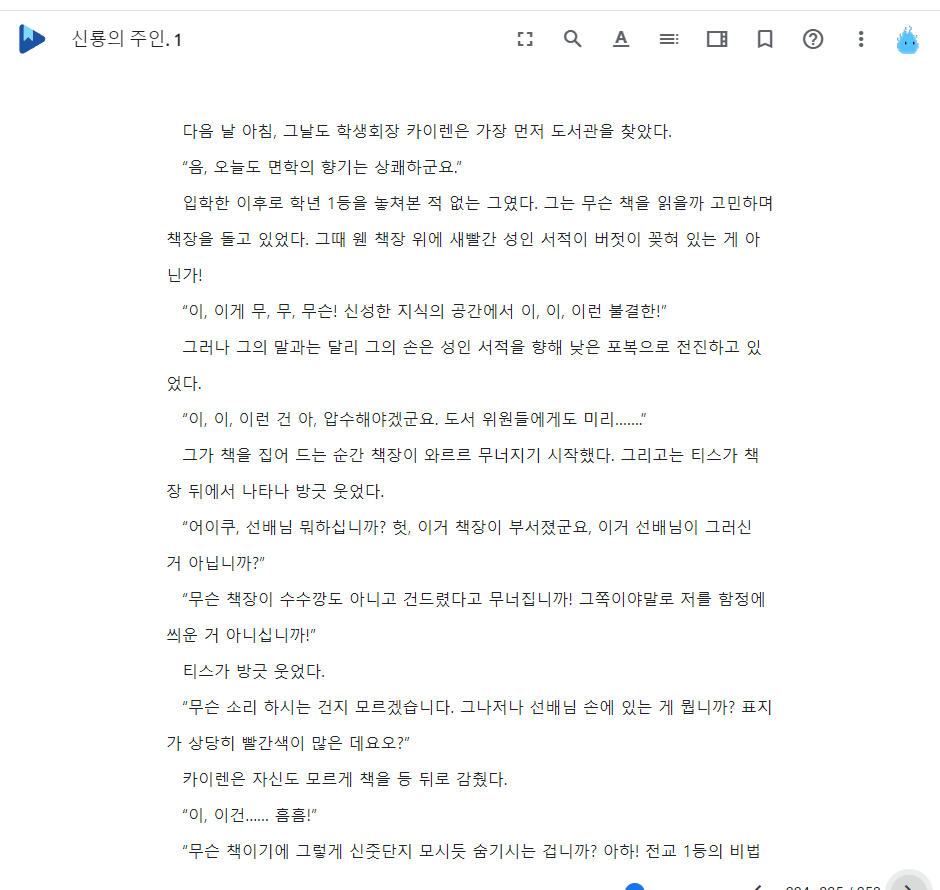 신룡의 주인. 1
다음 날 아침, 그날도 학생회장 카이렌은 가장 먼저 도서관을 찾았다.
“음, 오늘도 면학의 향기는 상쾌하군요.”
입학한 이후로 학년 1등을 놓쳐본 적 없는 그였다. 그는 무슨 책을 읽을까 고민하며
책장을 돌고 있었다. 그때 웬 책장 위에 새빨간 성인 서적이 버젓이 꽂혀 있는 게 아
닌가!
“이, 이게 무, 무, 무슨! 신성한 지식의 공간에서 이, 이, 이런 불결한!”
그러나 그의 말과는 달리 그의 손은 성인 서적을 향해 낮은 포복으로 전진하고 있
었다.
“이, 이, 이런 건 아, 압수해야겠군요. 도서 위원들에게도 미리…….”
그가 책을 집어 드는 순간 책장이 와르르 무너지기 시작했다. 그리고는 티스가 책
장 뒤에서 나타나 방긋 웃었다.
“어이쿠, 선배님 뭐하십니까? 헛, 이거 책장이 부서졌군요, 이거 선배님이 그러신
거 아닙니까?”
“무슨 책장이 수수깡도 아니고 건드렸다고 무너집니까! 그쪽이야말로 저를 함정에
씌운 거 아니십니까!”
티스가 방긋 웃었다.
“무슨 소리 하시는 건지 모르겠습니다. 그나저나 선배님 손에 있는 게 뭡니까? 표지
가 상당히 빨간색이 많은 데요오?”
카이렌은 자신도 모르게 책을 등 뒤로 감췄다.
“이, 이건…… 흠흠!”
“무슨 책이기에 그렇게 신줏단지 모시듯 숨기시는 겁니까? 아하! 전교 1등의 비법